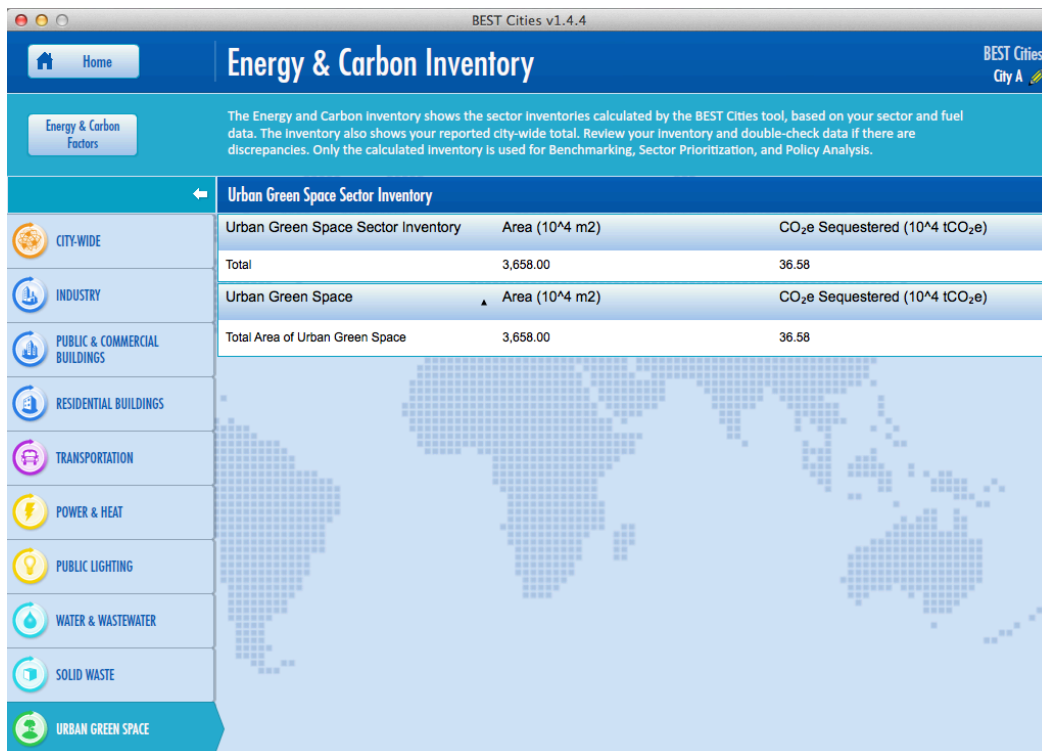 BEST Cities v1.4.4
Home
Energy & Carbon Inventory
BEST Cities
City A
Energy & Carbon
Factors
The Energy and Carbon inventory shows the sector inventories calculated by the BEST Cities tool, based on your sector and fuel
data. The inventory also shows your reported city-wide total. Review your inventory and double-check data if there are
discrepancies. Only the calculated inventory is used for Benchmarking, Sector Prioritization, and Policy Analysis.
Urban Green Space Sector Inventory
Urban Green Space Sector Inventory Area (10^4 m2) CO₂e Sequestered (10^4 tCO₂e)
Total 3,658.00 36.58
Urban Green Space Area (10^4 m2) CO₂e Sequestered (10^4 tCO₂e)
Total Area of Urban Green Space 3,658.00 36.58
CITY-WIDE
INDUSTRY
PUBLIC & COMMERCIAL
BUILDINGS
RESIDENTIAL BUILDINGS
TRANSPORTATION
POWER & HEAT
PUBLIC LIGHTING
WATER & WASTEWATER
SOLID WASTE
URBAN GREEN SPACE